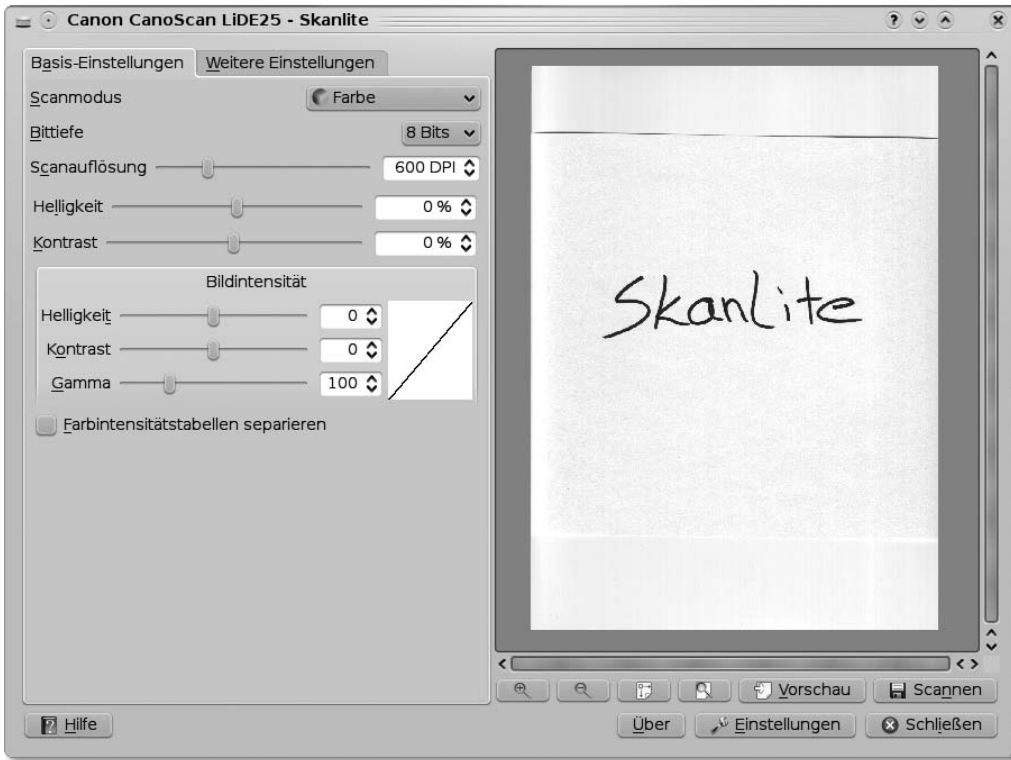 Canon CanoScan LiDE25 - Skanlite
Basis-Einstellungen
Weitere Einstellungen
Scanmodus
Farbe
Bittiefe
8 Bits
Scanauflösung
600 DPI
Helligkeit
0 %
Kontrast
0 %
Bildintensität
Helligkeit
0
Kontrast
0
Gamma
100
Farbintensitätstabellen separieren
Skanlite
Vorschau
Scannen
Hilfe
Über
Einstellungen
Schließen